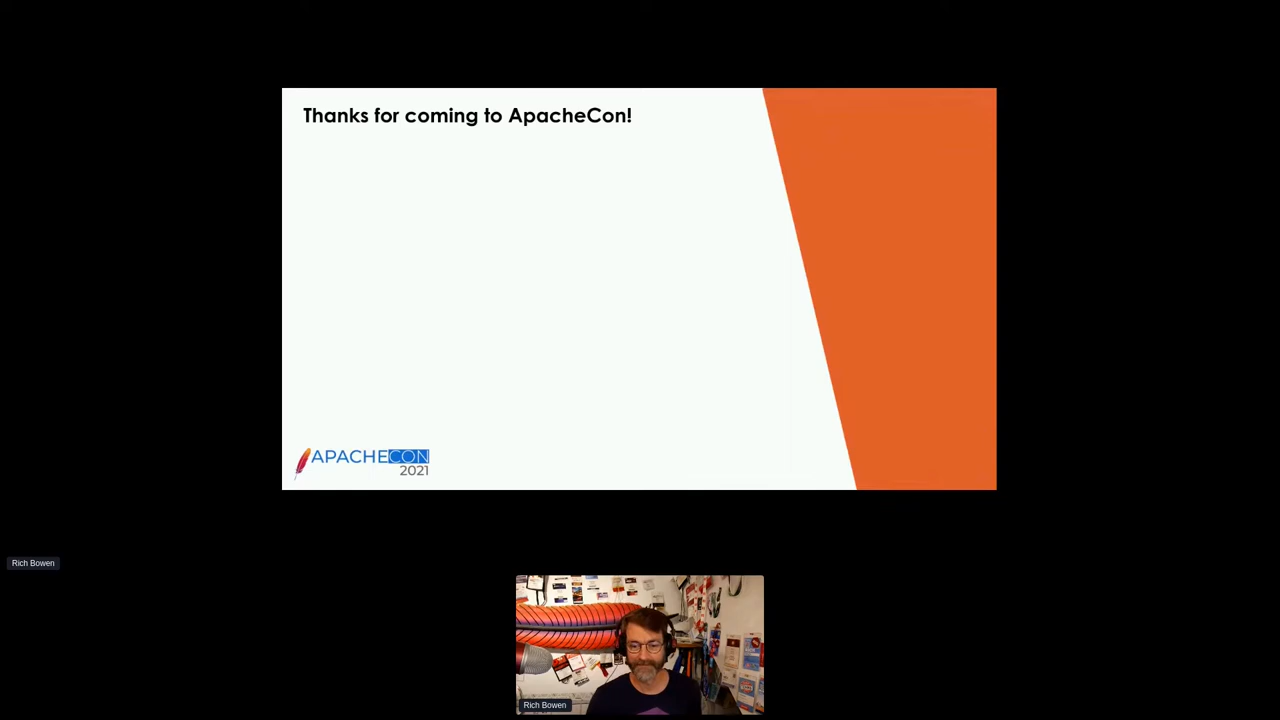 Thanks for coming to ApacheCon!
APACHECON
2021
Rich Bowen
Rich Bowen